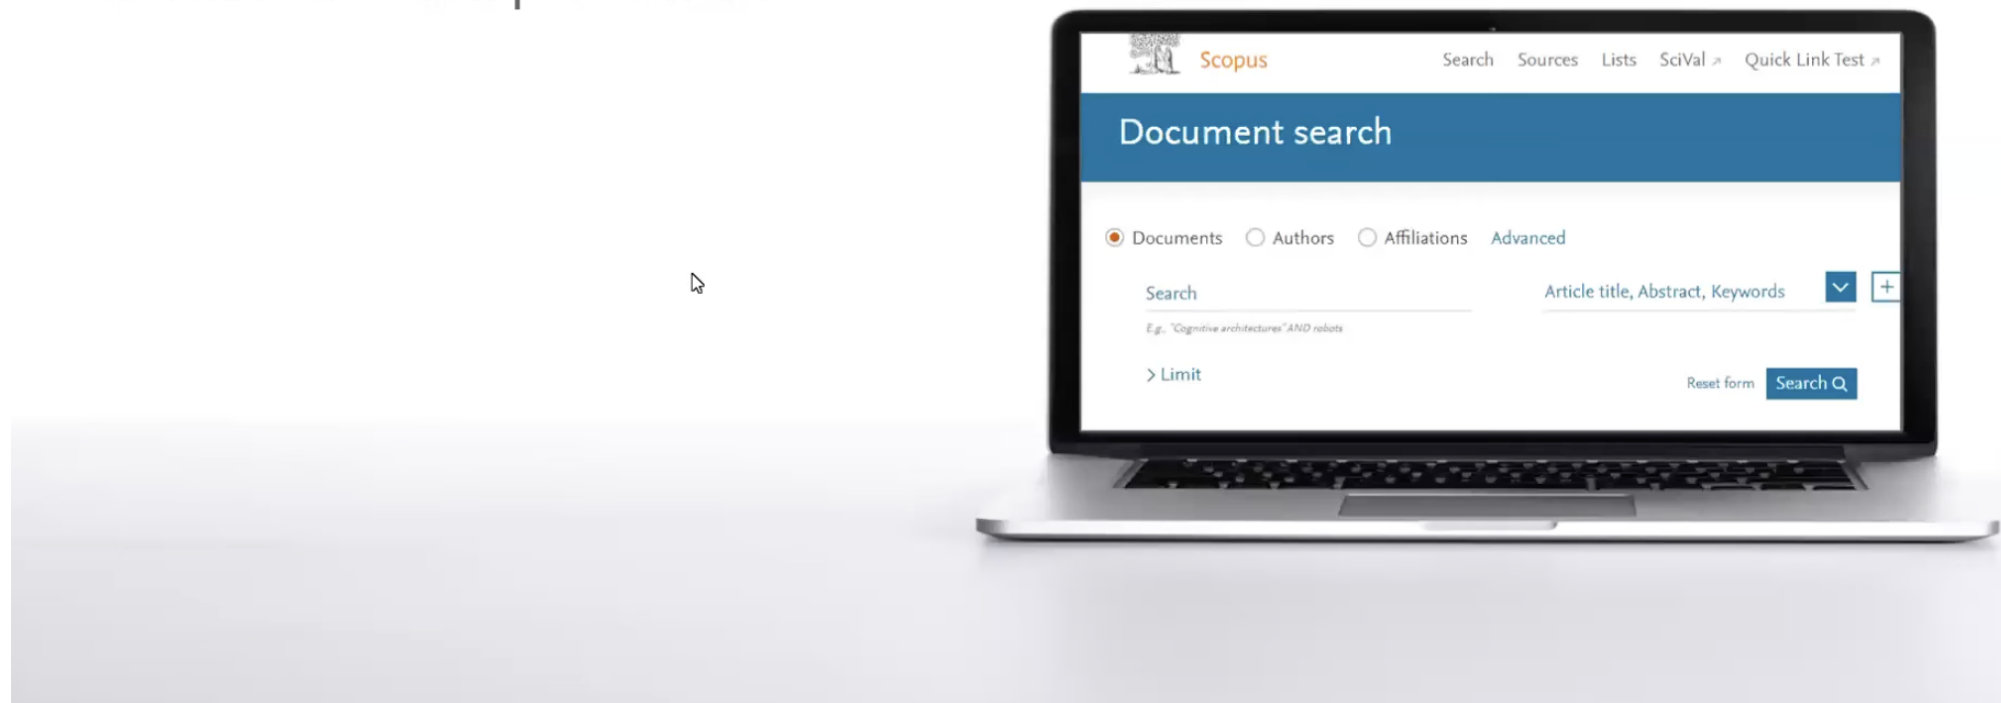 Scopus Search Sources Lists SciVal ↗ Quick Link Test ↗
Document search
Documents Authors Affiliations Advanced
Search Article title, Abstract, Keywords
E.g., "Cognitive architectures" AND robots
> Limit
Reset form Search